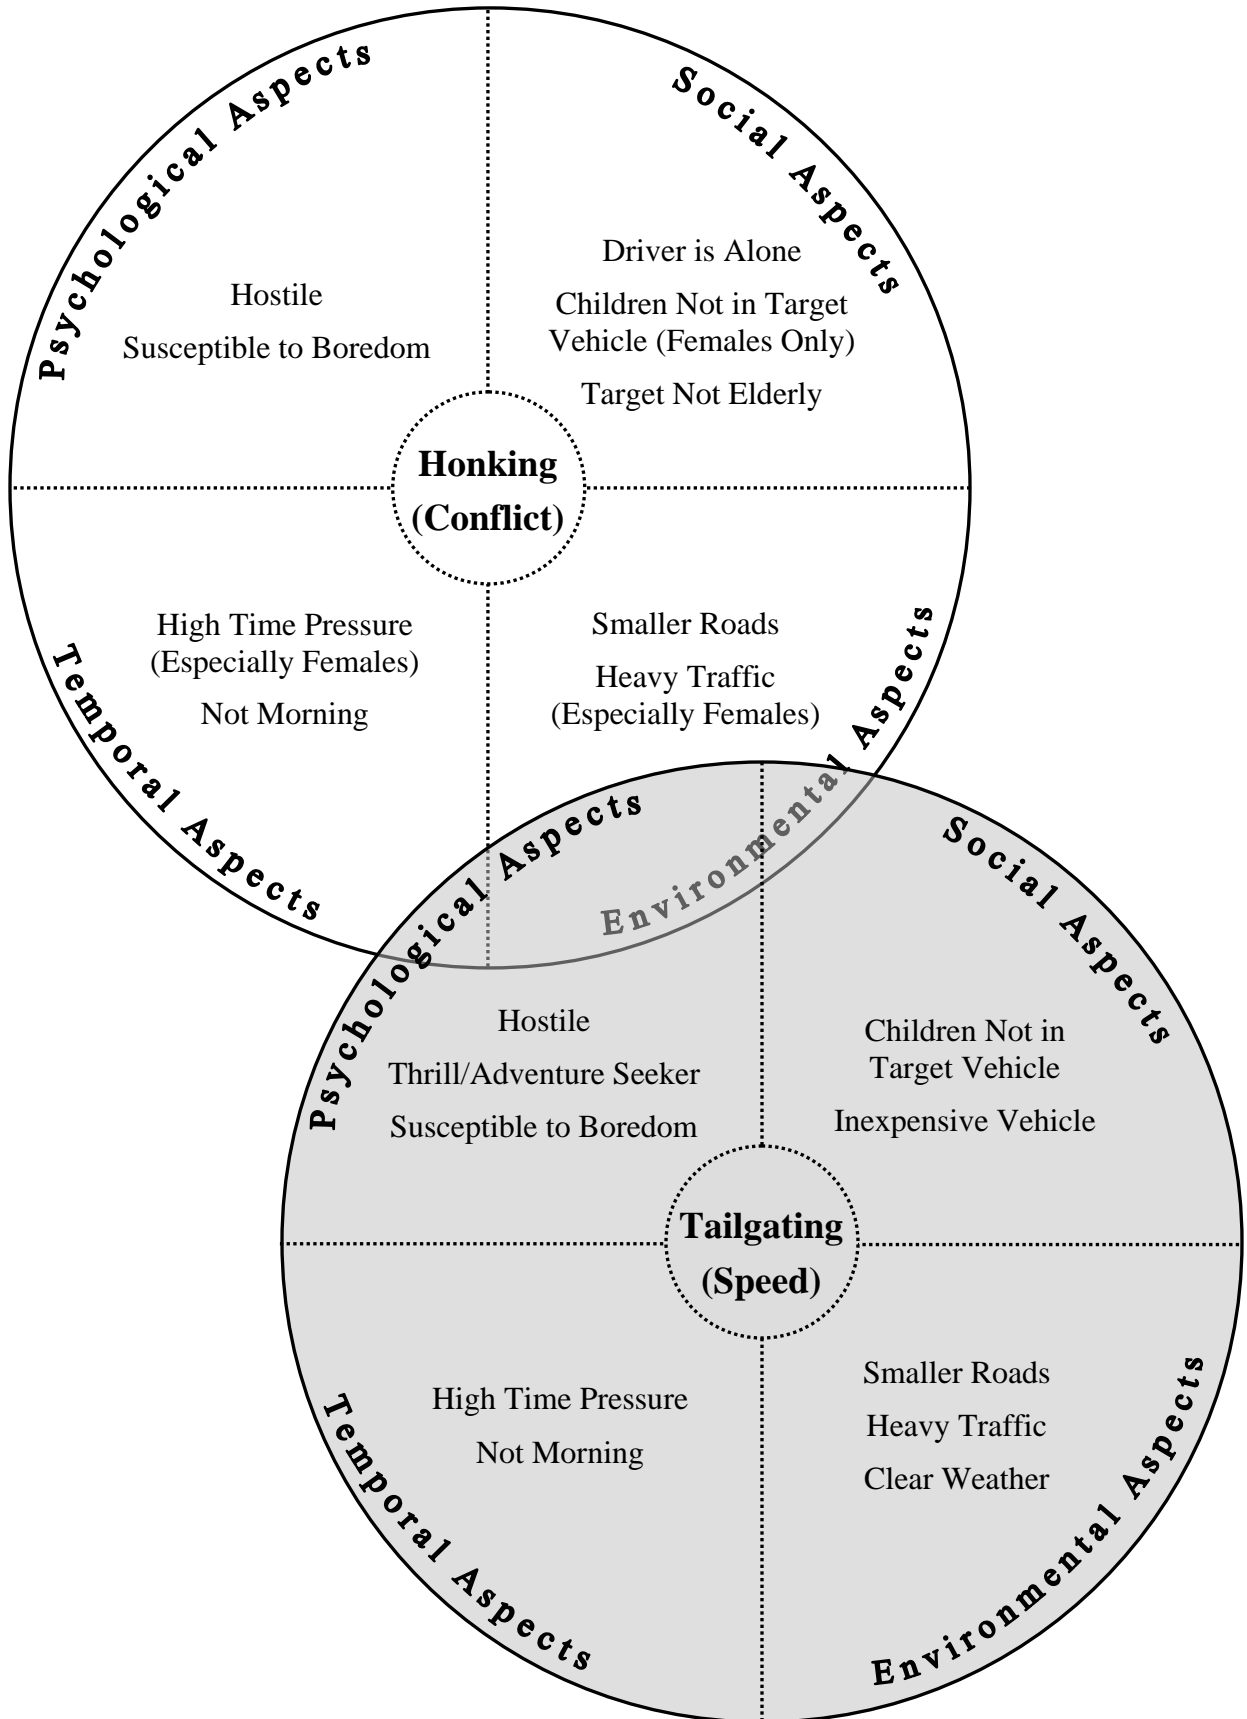 Psychological Aspects
Social Aspects
Hostile
Susceptible to Boredom
Driver is Alone
Children Not in Target
Vehicle (Females Only)
Target Not Elderly
Honking
(Conflict)
High Time Pressure
(Especially Females)
Not Morning
Smaller Roads
Heavy Traffic
(Especially Females)
Temporal Aspects
Environmental Aspects
Psychological Aspects
Social Aspects
Hostile
Thrill/Adventure Seeker
Susceptible to Boredom
Children Not in
Target Vehicle
Inexpensive Vehicle
Tailgating
(Speed)
High Time Pressure
Not Morning
Smaller Roads
Heavy Traffic
Clear Weather
Temporal Aspects
Environmental Aspects